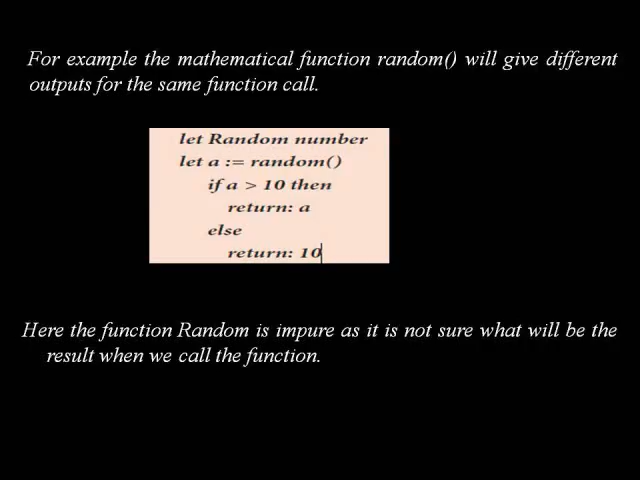 For example the mathematical function random() will give different
outputs for the same function call.
let Random number
let a := random()
if a > 10 then
return: a
else
return: 10
Here the function Random is impure as it is not sure what will be the
result when we call the function.